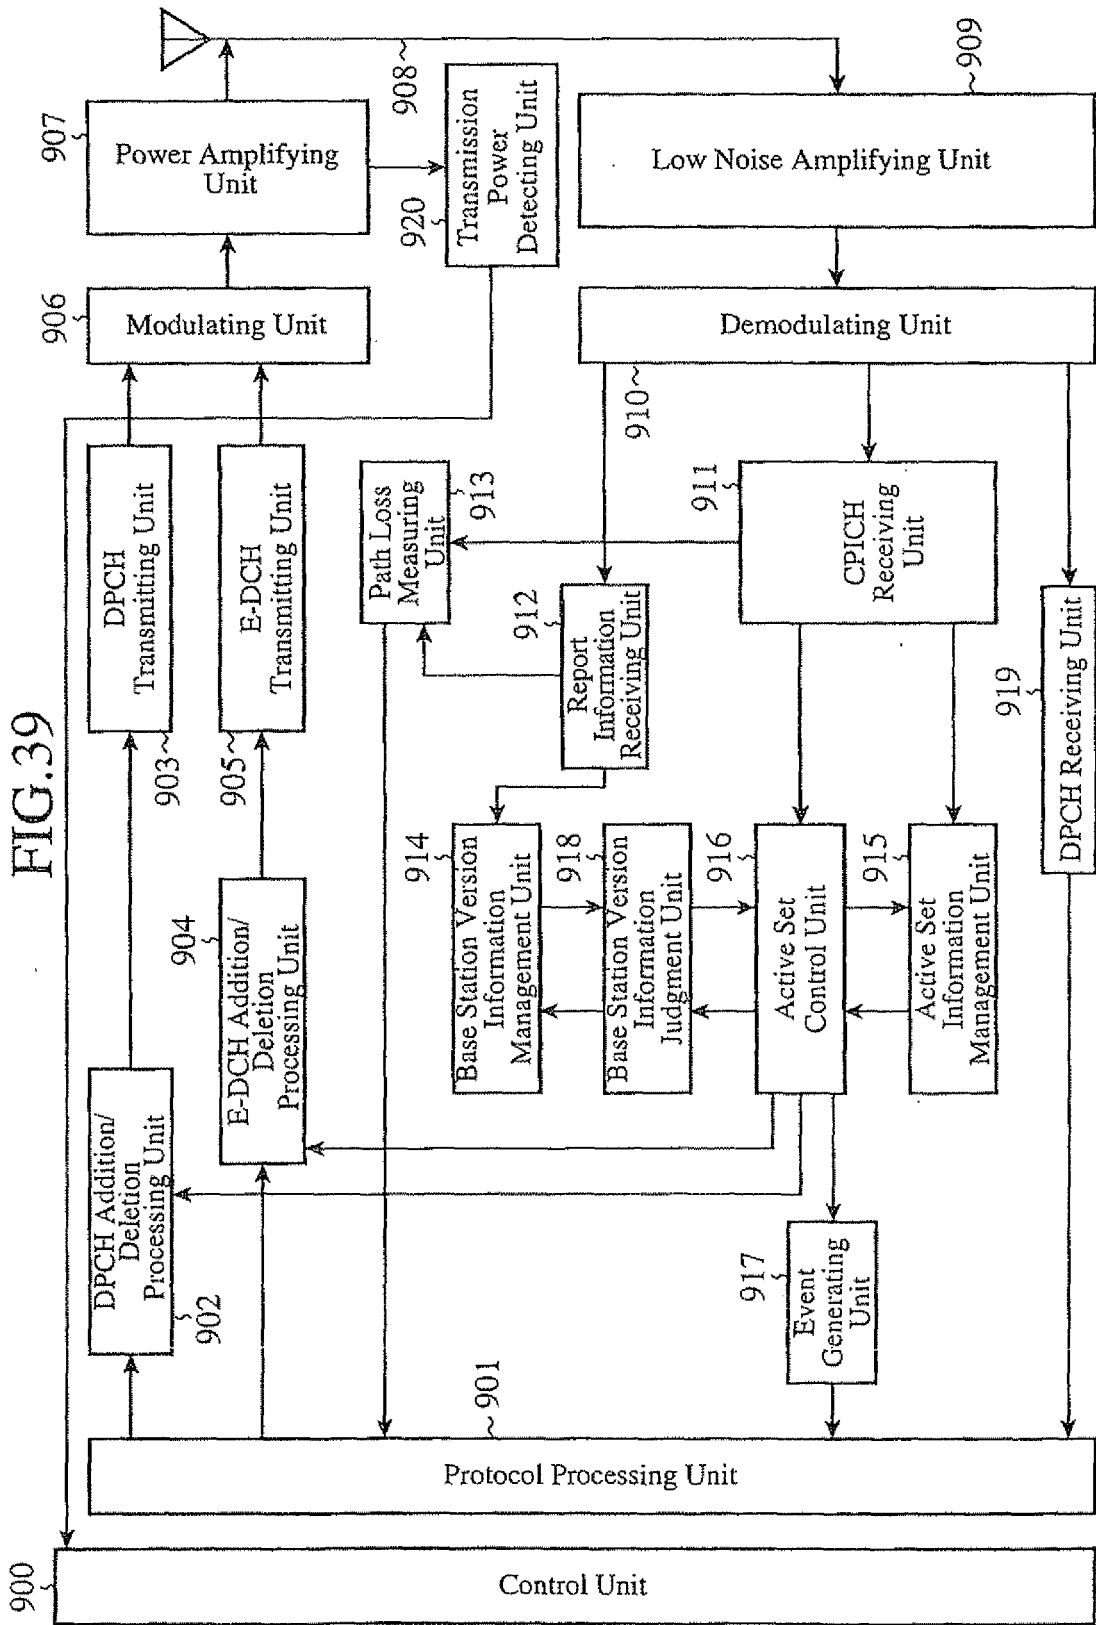 FIG.39
900
Control Unit
Protocol Processing Unit
901
902
DPCH Addition/
Deletion
Processing Unit
904
E-DCH Addition/
Deletion
Processing Unit
903
DPCH
Transmitting Unit
905
E-DCH
Transmitting Unit
906
Modulating Unit
907
Power Amplifying
Unit
908
920
Transmission
Power
Detecting Unit
909
Low Noise Amplifying Unit
910
Demodulating Unit
913
Path Loss
Measuring
Unit
912
Report
Information
Receiving Unit
911
CPICH
Receiving
Unit
914
Base Station Version
Information
Management Unit
918
Base Station Version
Information
Judgment Unit
916
Active Set
Control Unit
915
Active Set
Information
Management Unit
917
Event
Generating
Unit
919
DPCH Receiving Unit